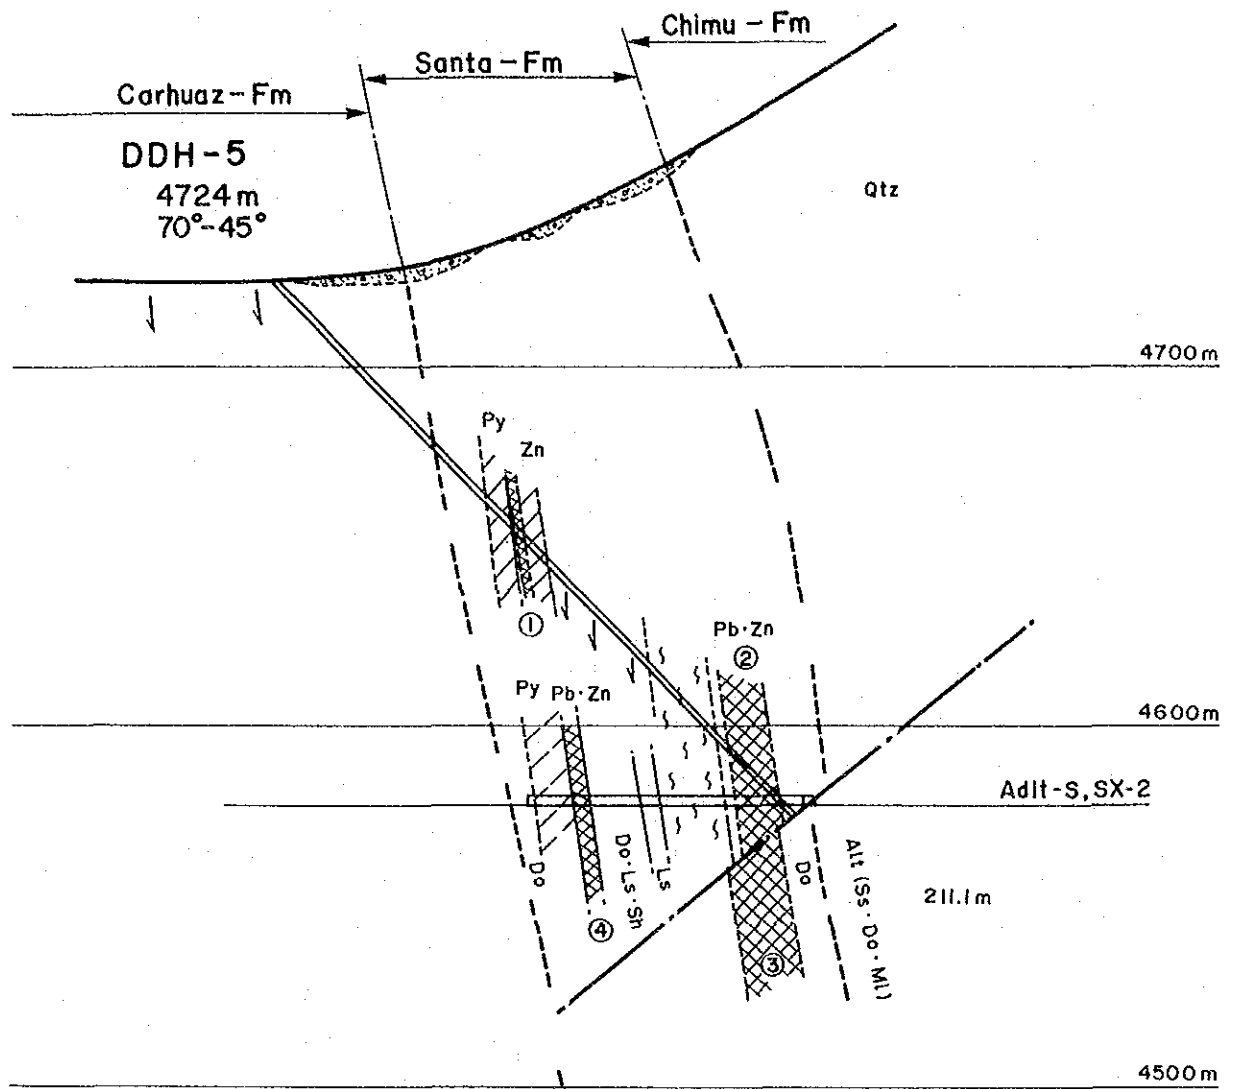 Chimu - Fm
Santa - Fm
Carhuaz - Fm
DDH-5
4724m
70°-45°
Qtz
4700m
Py
Zn
①
Pb·Zn
②
Py
Pb·Zn
4600m
Adit-S, SX-2
Do
Do·Ls·Sh
Ls
Do
Alt (Ss·Do·Ml)
211.1m
④
③
4500m